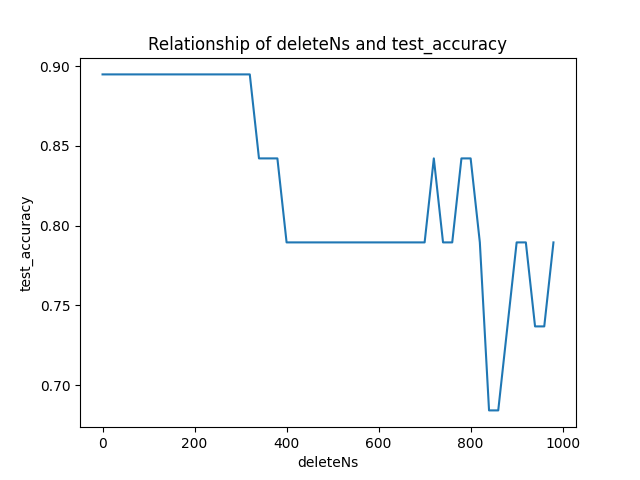 Relationship of deleteNs and test_accuracy
0.90
0.85
0.80
0.75
0.70
test_accuracy
0 200 400 600 800 1000
deleteNs